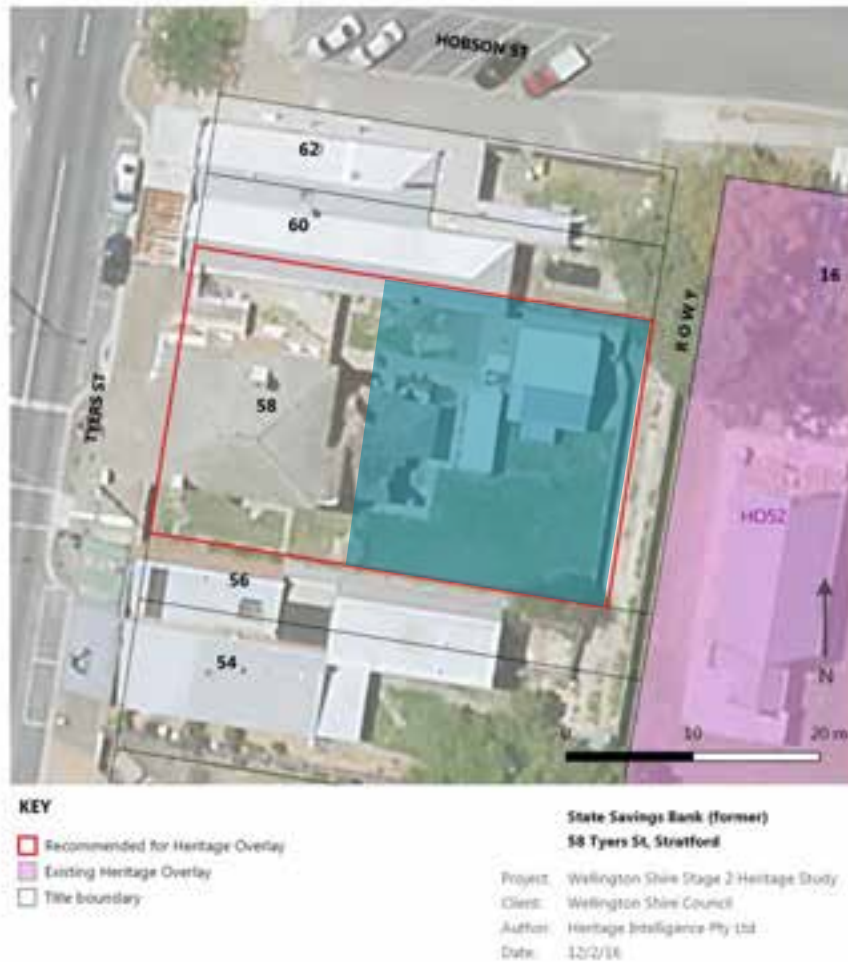 HOBSON ST
62
60
16
ROWY
58
TYERS ST
HO52
56
54
N
0 10 20 m
KEY
Recommended for Heritage Overlay
Existing Heritage Overlay
Title boundary
State Savings Bank (former)
58 Tyers St, Stratford
Project: Wellington Shire Stage 2 Heritage Study
Client: Wellington Shire Council
Author: Heritage Intelligence Pty Ltd
Date: 12/2/16